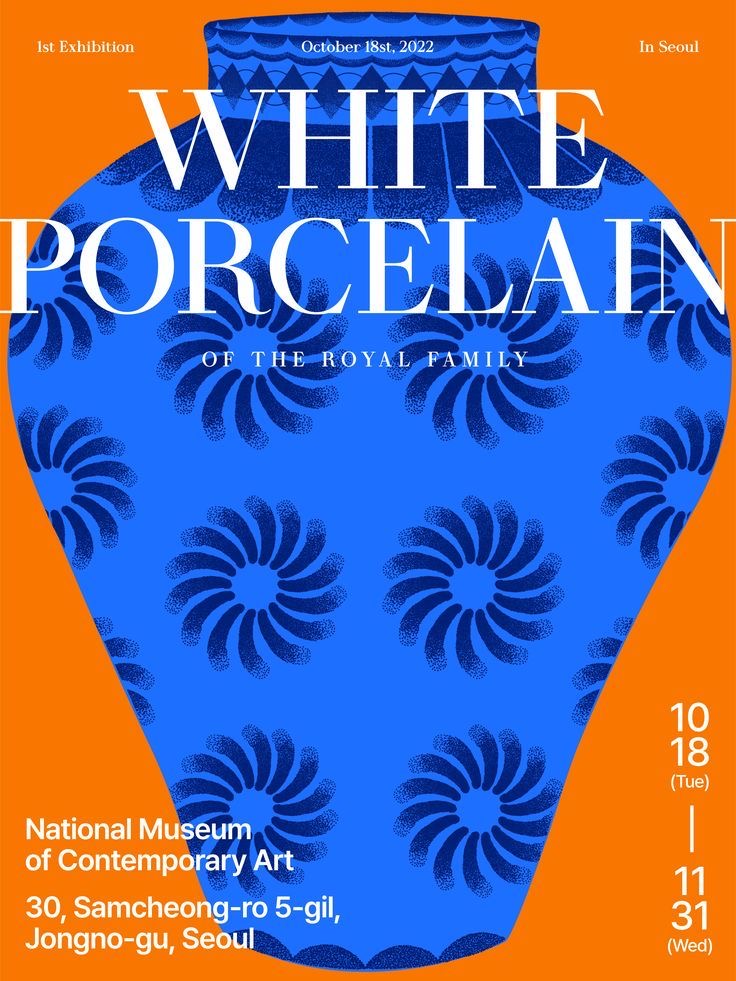 1st Exhibition
October 18st, 2022
In Seoul
WHITE
PORCELAIN
OF THE ROYAL FAMILY
10
18
(Tue)
|
11
31
(Wed)
National Museum
of Contemporary Art
30, Samcheong-ro 5-gil,
Jongno-gu, Seoul